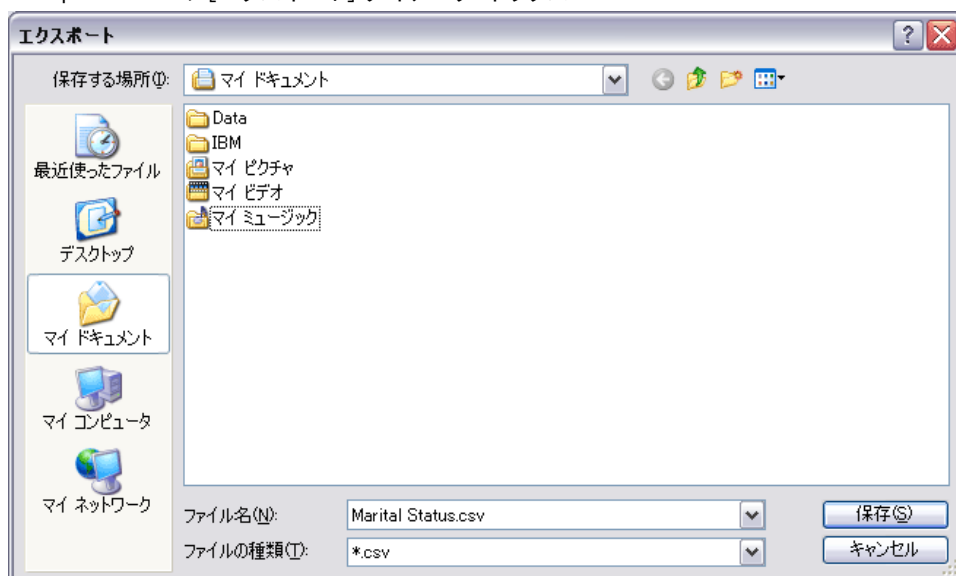 エクスポート
保存する場所(I):
マイ ドキュメント
最近使ったファイル
デスクトップ
マイ ドキュメント
マイ コンピュータ
マイ ネットワーク
Data
IBM
マイ ピクチャ
マイ ビデオ
マイ ミュージック
ファイル名(N):
Marital Status.csv
保存(S)
ファイルの種類(T):
*.csv
キャンセル